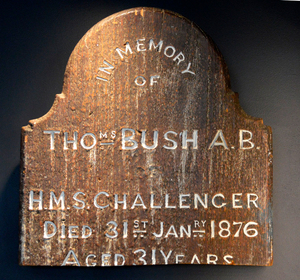 IN MEMORY
OF
THOMS BUSH A.B.
H.M.S. CHALLENGER
DIED 31ST JANRY 1876
AGED 31 YEARS